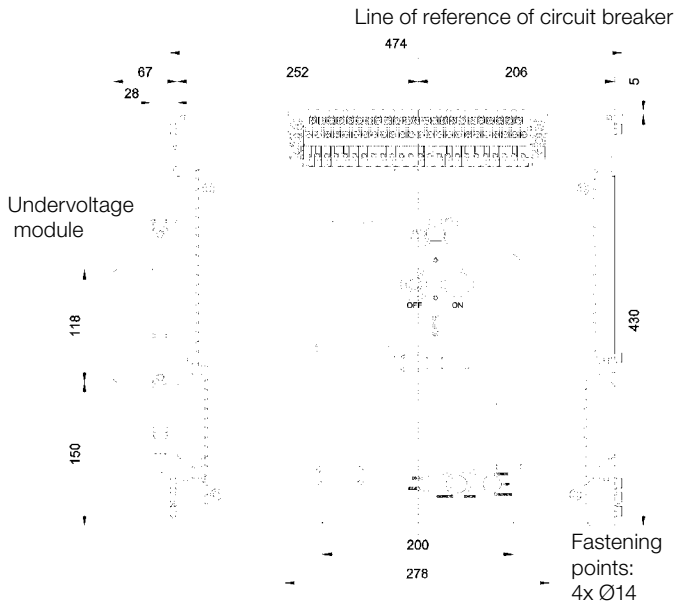 Line of reference of circuit breaker
474
67
252
206
5
28
Undervoltage
module
OFF
ON
118
430
150
200
278
Fastening
points:
4x Ø14